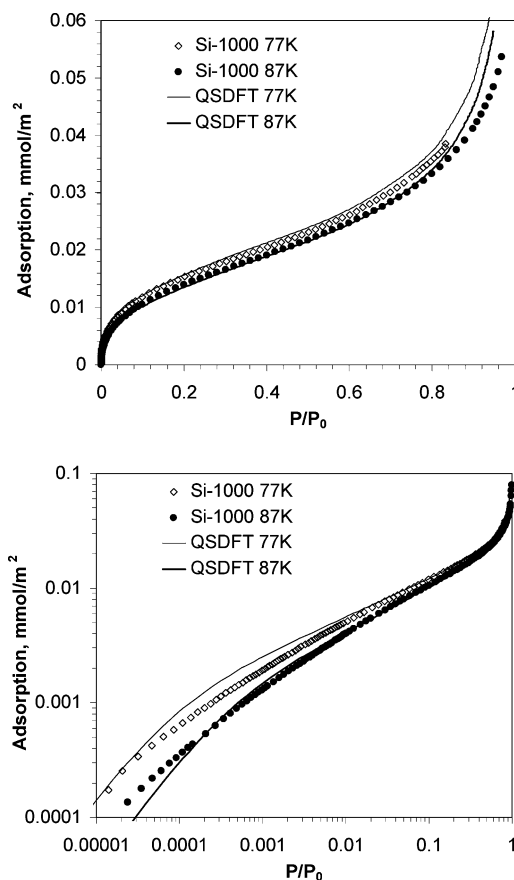 0.06
0.05
0.04
0.03
0.02
0.01
0
Adsorption, mmol/m²
Si-1000 77K
Si-1000 87K
QSDFT 77K
QSDFT 87K
0 0.2 0.4 0.6 0.8 1
P/P₀
0.1
0.01
0.001
0.0001
Adsorption, mmol/m²
Si-1000 77K
Si-1000 87K
QSDFT 77K
QSDFT 87K
0.00001 0.0001 0.001 0.01 0.1 1
P/P₀